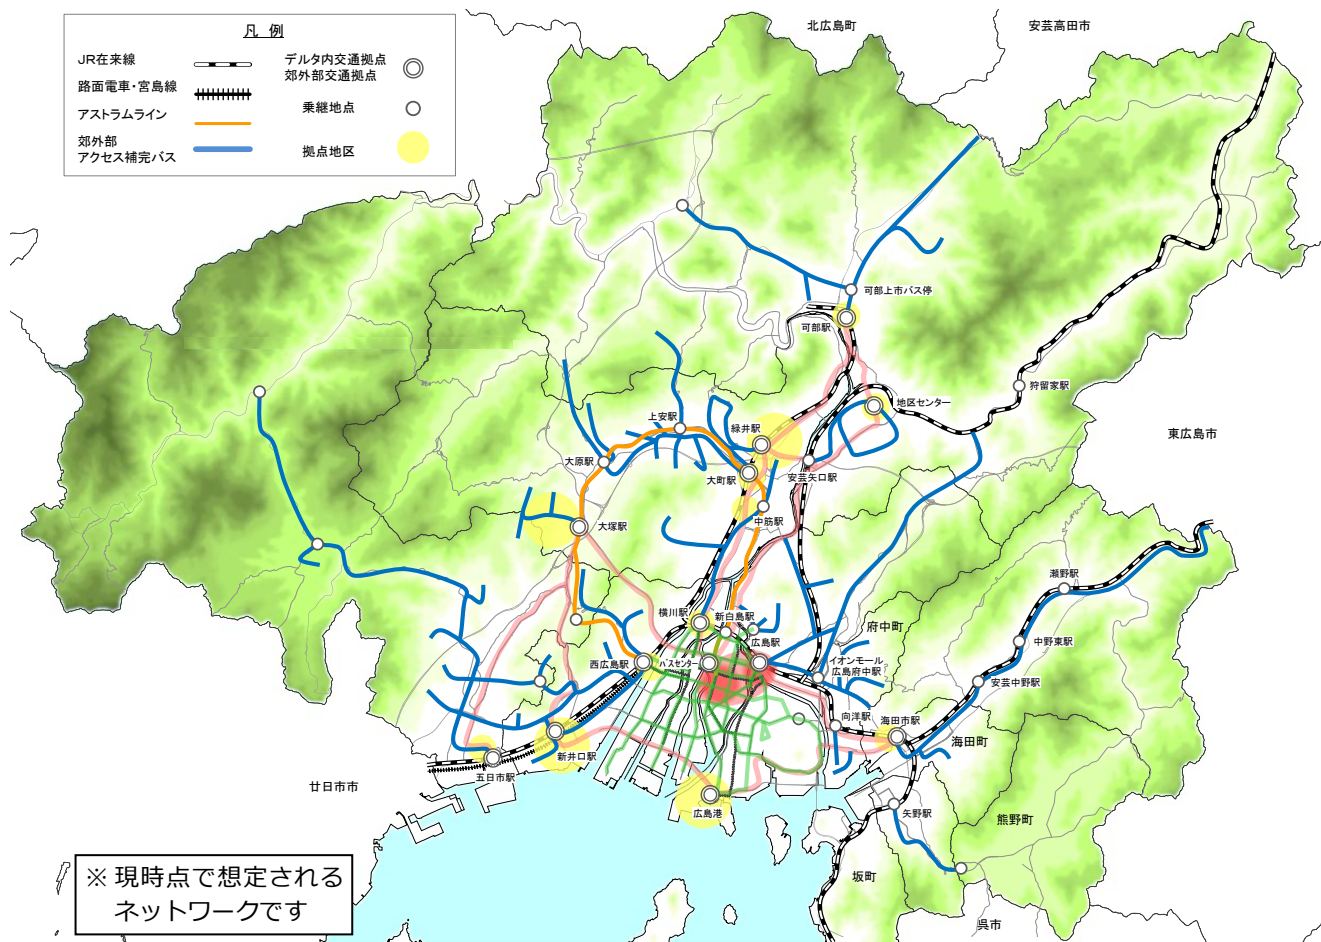 凡 例
JR在来線
路面電車・宮島線
アストラムライン
郊外部
アクセス補完バス
デルタ内交通拠点
郊外部交通拠点
乗継地点
拠点地区
北広島町
安芸高田市
可部上市バス停
可部駅
狩留家駅
地区センター
東広島市
上安駅
緑井駅
大原駅
大町駅
安芸矢口駅
中筋駅
大塚駅
瀬野駅
横川駅
新白島駅
府中町
広島駅
中野東駅
西広島駅
バスセンター
イオンモール
広島府中駅
安芸中野駅
向洋駅
海田市駅
海田町
新井口駅
五日市駅
廿日市市
広島港
矢野駅
熊野町
坂町
呉市
※ 現時点で想定される
ネットワークです